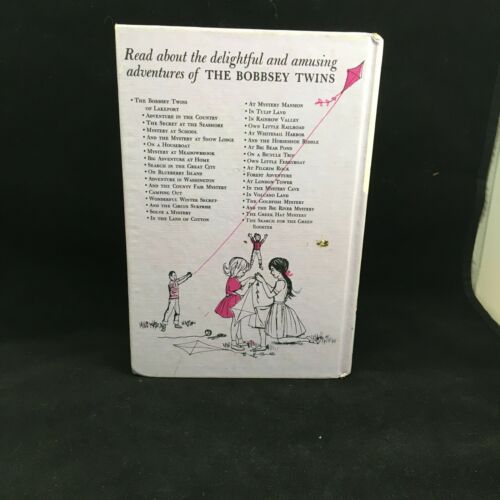 Read about the delightful and amusing
adventures of THE BOBBSEY TWINS
• THE BOBBSEY TWINS
OF LAKEPORT
• ADVENTURE IN THE COUNTRY
• THE SECRET AT THE SEASHORE
• MYSTERY AT SCHOOL
• AND THE MYSTERY AT SNOW LODGE
• ON A HOUSEBOAT
• MYSTERY AT MEADOWBROOK
• BIG ADVENTURE AT HOME
• SEARCH IN THE GREAT CITY
• ON BLUEBERRY ISLAND
• ADVENTURE IN WASHINGTON
• AND THE COUNTY FAIR MYSTERY
• CAMPING OUT
• WONDERFUL WINTER SECRET
• AND THE CIRCUS SURPRISE
• SOLVE A MYSTERY
• IN THE LAND OF COTTON
• AT MYSTERY MANSION
• IN TULIP LAND
• IN RAINBOW VALLEY
• OWN LITTLE RAILROAD
• AT WHITESAIL HARBOR
• AND THE HORSESHOE RIDDLE
• AT BIG BEAR POND
• ON A BICYCLE TRIP
• OWN LITTLE FERRYBOAT
• AT PILGRIM ROCK
• FOREST ADVENTURE
• AT LONDON TOWER
• IN THE MYSTERY CAVE
• IN VOLCANO LAND
• THE GOLDFISH MYSTERY
• AND THE BIG RIVER MYSTERY
• THE GREEK HAT MYSTERY
• THE SEARCH FOR THE GREEN
ROOSTER